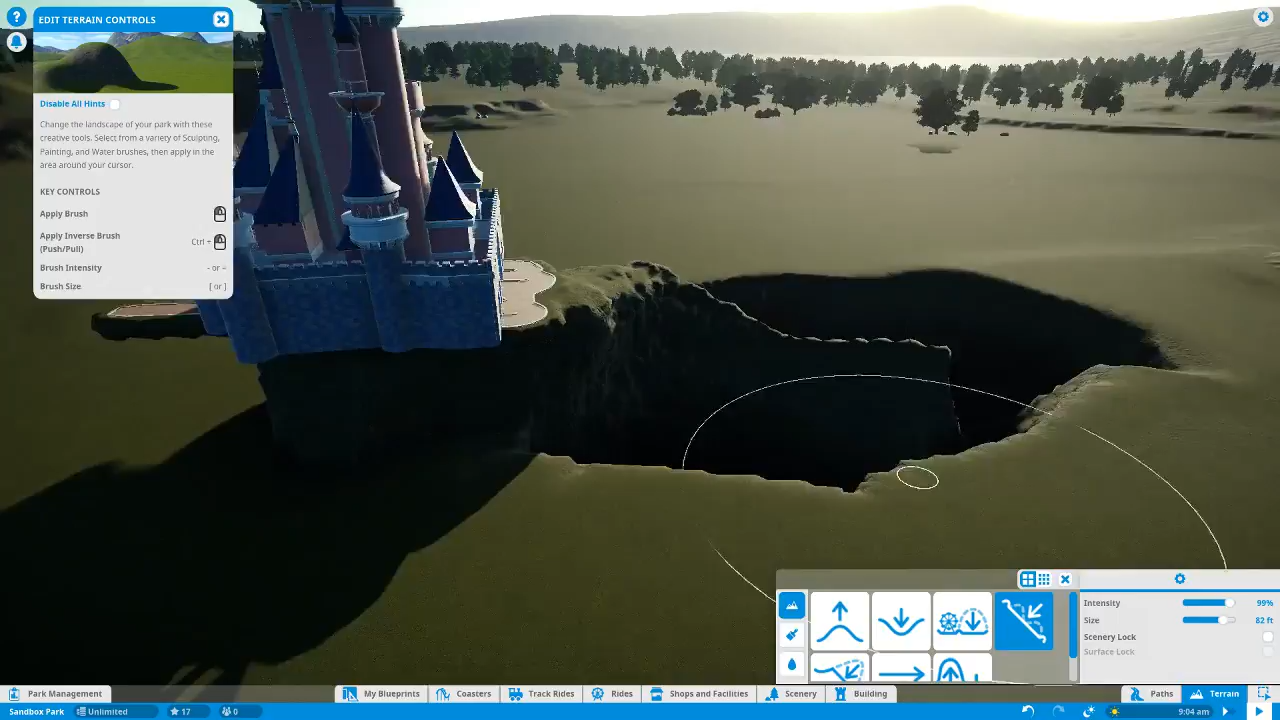 EDIT TERRAIN CONTROLS
Disable All Hints
Change the landscape of your park with these
creative tools. Select from a variety of Sculpting,
Painting, and Water brushes, then apply in the
area around your cursor.
KEY CONTROLS
Apply Brush
Apply Inverse Brush
(Push/Pull)
Ctrl +
Brush Intensity - or =
Brush Size [ or ]
Intensity 99%
Size 82 ft
Scenery Lock
Surface Lock
Park Management
My Blueprints
Coasters
Track Rides
Rides
Shops and Facilities
Scenery
Building
Paths
Terrain
Sandbox Park
Unlimited
17
0
9:04 am